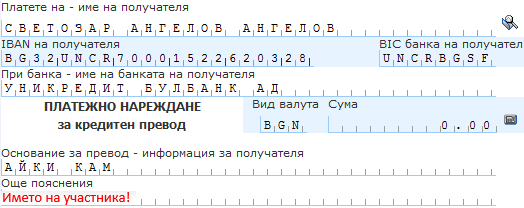 Платете на - име на получателя
СВЕТОЗАР АНГЕЛОВ АНГЕЛОВ
IBAN на получателя BIC банка на получател
BG32UNCR70001522620328 UNCRBGSF
При банка - име на банката на получателя
УНИКРЕДИТ БУЛБАНК АД
ПЛАТЕЖНО НАРЕЖДАНЕ Вид валута Сума
за кредитен превод BGN 0.00
Основание за превод - информация за получателя
АЙКИ КАМ
Още пояснения
Името на участника!